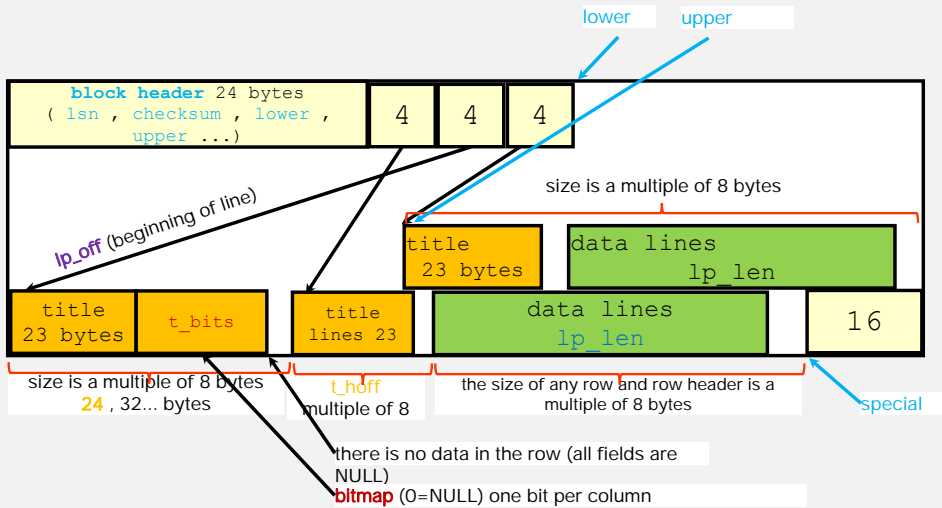 lower
upper
block header 24 bytes
( lsn , checksum , lower ,
upper ...)
4
4
4
size is a multiple of 8 bytes
lp_off (beginning of line)
title
23 bytes
data lines
lp_len
title
23 bytes
t_bits
title
lines 23
data lines
lp_len
16
size is a multiple of 8 bytes
24 , 32... bytes
t_hoff
multiple of 8
the size of any row and row header is a
multiple of 8 bytes
special
there is no data in the row (all fields are
NULL)
bitmap (0=NULL) one bit per column